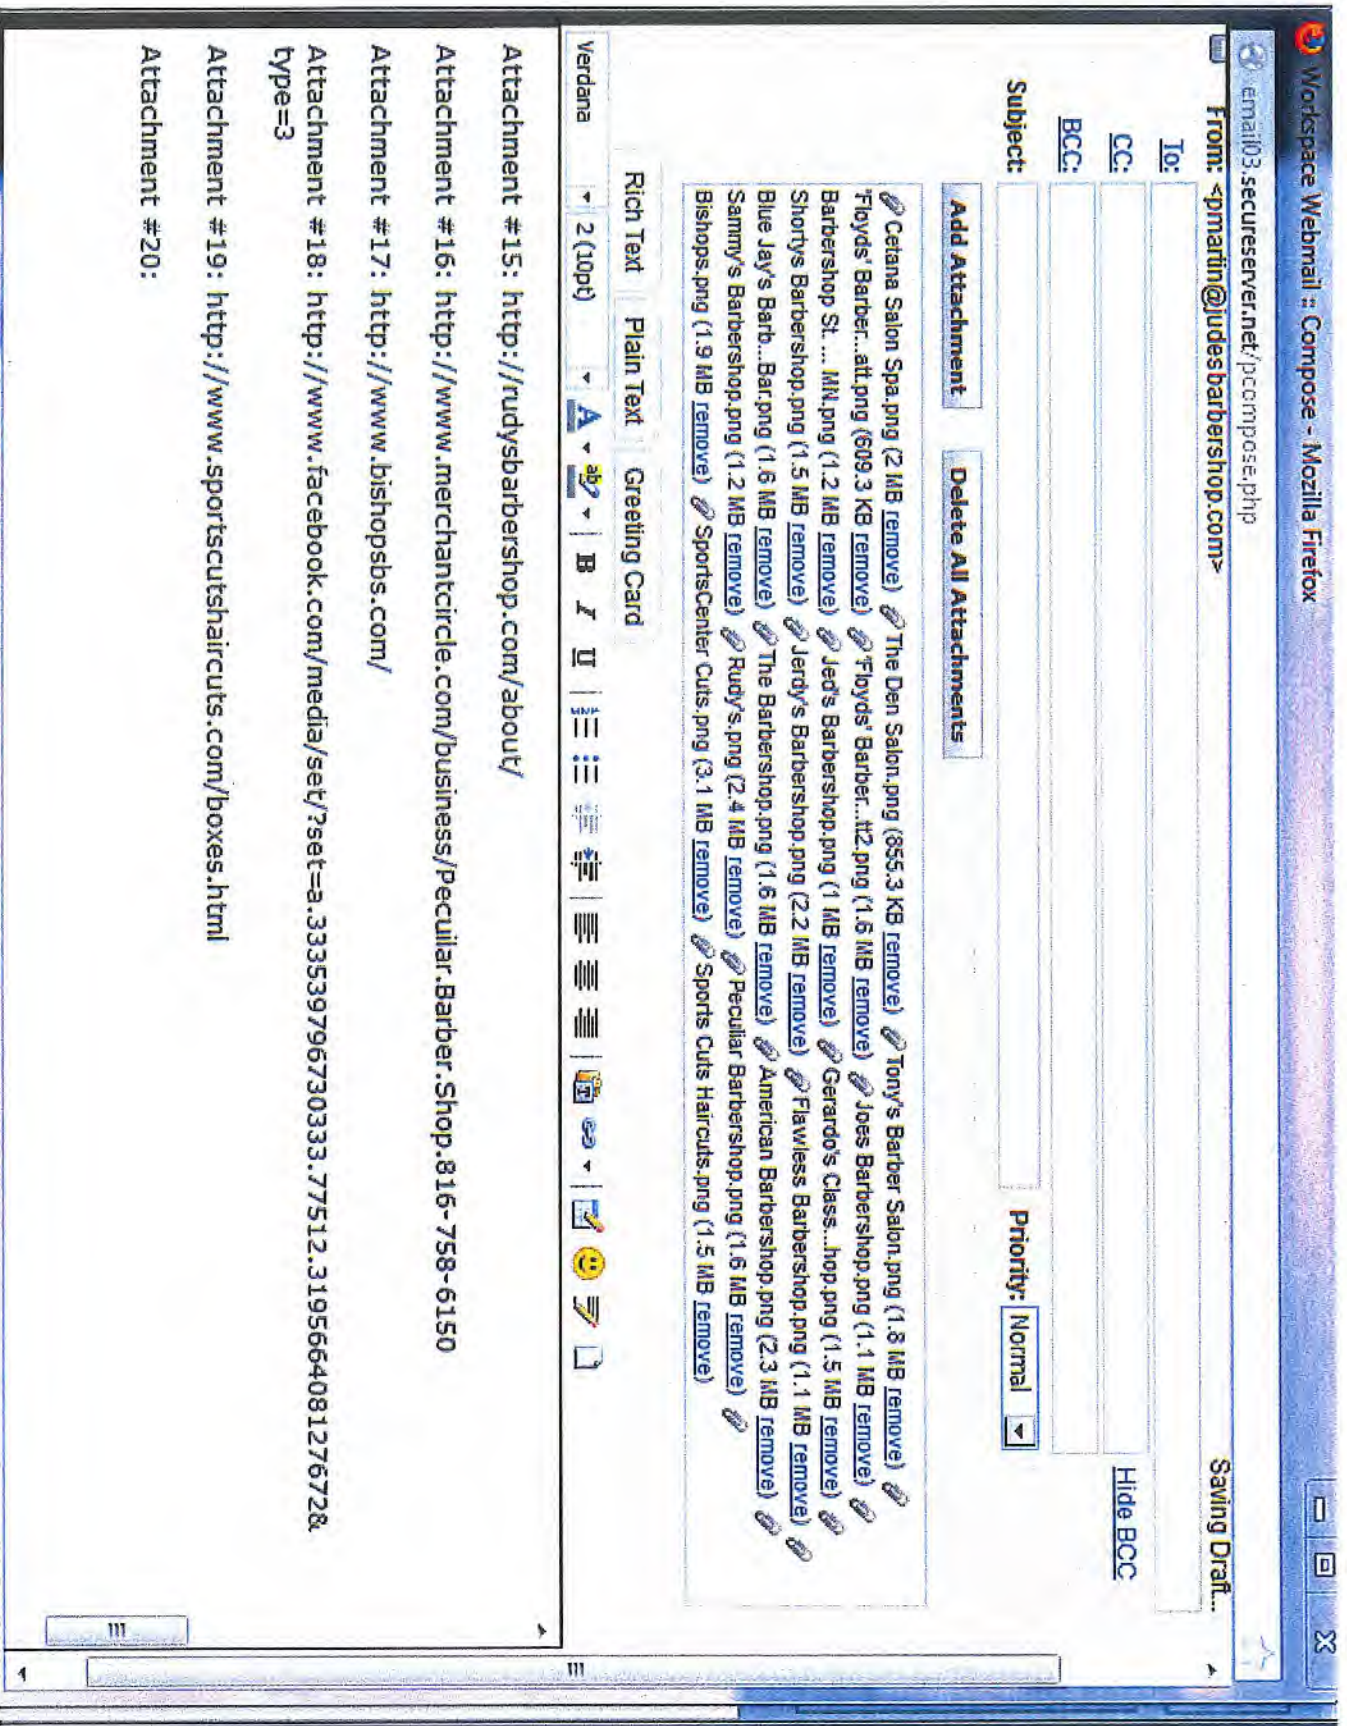 Workspace Webmail :: Compose - Mozilla Firefox
email03.secureserver.net/pcompose.php
Saving Draft...
From: <pmartin@judesbarbershop.com>
To:
CC:
Hide BCC
BCC:
Subject:
Priority: Normal
Add Attachment Delete All Attachments
Cetana Salon Spa.png (2 MB remove) The Den Salon.png (855.3 KB remove) Tony's Barber Salon.png (1.8 MB remove)
'Floyds' Barber...att.png (609.3 KB remove) 'Floyds' Barber...tt2.png (1.6 MB remove) Joes Barbershop.png (1.1 MB remove)
Barbershop St. ... MN.png (1.2 MB remove) Jed's Barbershop.png (1 MB remove) Gerardo's Class...hop.png (1.5 MB remove)
Shortys Barbershop.png (1.5 MB remove) Jerdy's Barbershop.png (2.2 MB remove) Flawless Barbershop.png (1.1 MB remove)
Blue Jay's Barb...Bar.png (1.6 MB remove) The Barbershop.png (1.6 MB remove) American Barbershop.png (2.3 MB remove)
Sammy's Barbershop.png (1.2 MB remove) Rudy's.png (2.4 MB remove) Peculiar Barbershop.png (1.6 MB remove)
Bishops.png (1.9 MB remove) SportsCenter Cuts.png (3.1 MB remove) Sports Cuts Haircuts.png (1.5 MB remove)
Rich Text Plain Text Greeting Card
Verdana 2 (10pt) A ab B I U
Attachment #15: http://rudysbarbershop.com/about/
Attachment #16: http://www.merchantcircle.com/business/Pecuilar.Barber.Shop.816-758-6150
Attachment #17: http://www.bishopsbs.com/
Attachment #18: http://www.facebook.com/media/set/?set=a.333539796730333.77512.319566408127672&
type=3
Attachment #19: http://www.sportscutshaircuts.com/boxes.html
Attachment #20: